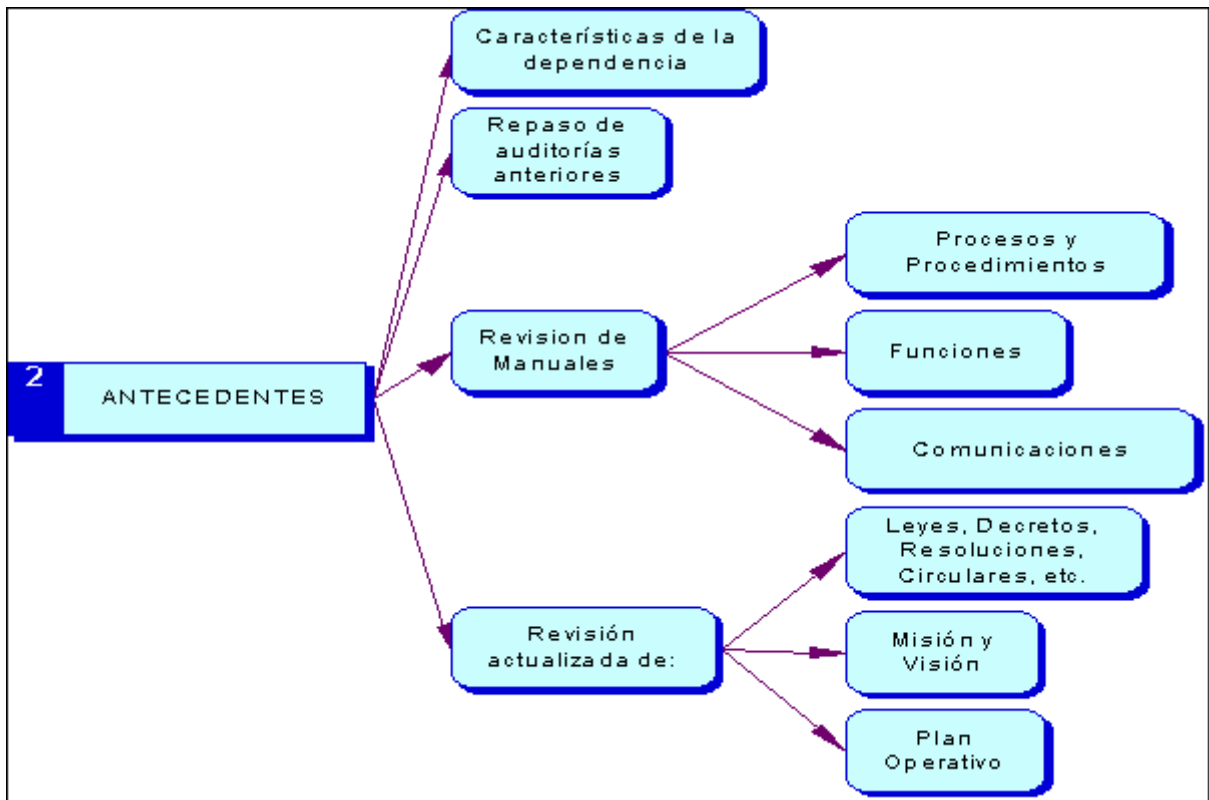 Características de la
dependencia
Repaso de
auditorías
anteriores
Procesos y
Procedimientos
Revision de
Manuales
Funciones
2
ANTECEDENTES
Comunicaciones
Leyes, Decretos,
Resoluciones,
Circulares, etc.
Revisión
actualizada de:
Misión y
Visión
Plan
Operativo